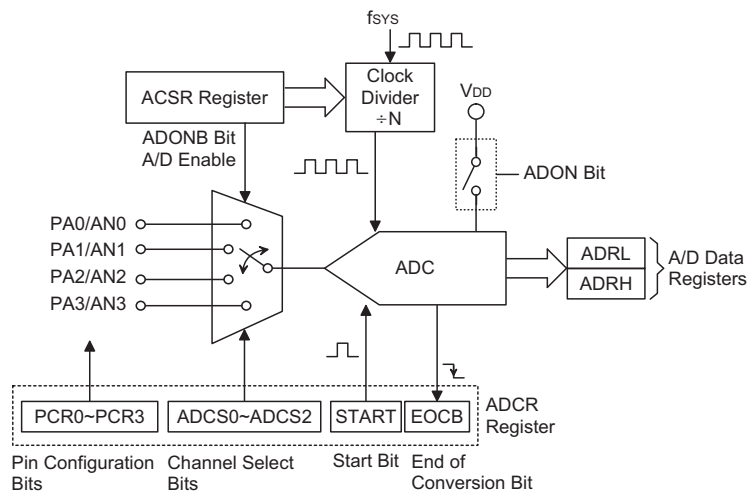 fSYS
ACSR Register
Clock
Divider
÷N
VDD
ADONB Bit
A/D Enable
ADON Bit
PA0/AN0
PA1/AN1
PA2/AN2
PA3/AN3
ADC
ADRL
ADRH
A/D Data
Registers
PCR0~PCR3
ADCS0~ADCS2
START
EOCB
ADCR
Register
Pin Configuration
Bits
Channel Select
Bits
Start Bit
End of
Conversion Bit